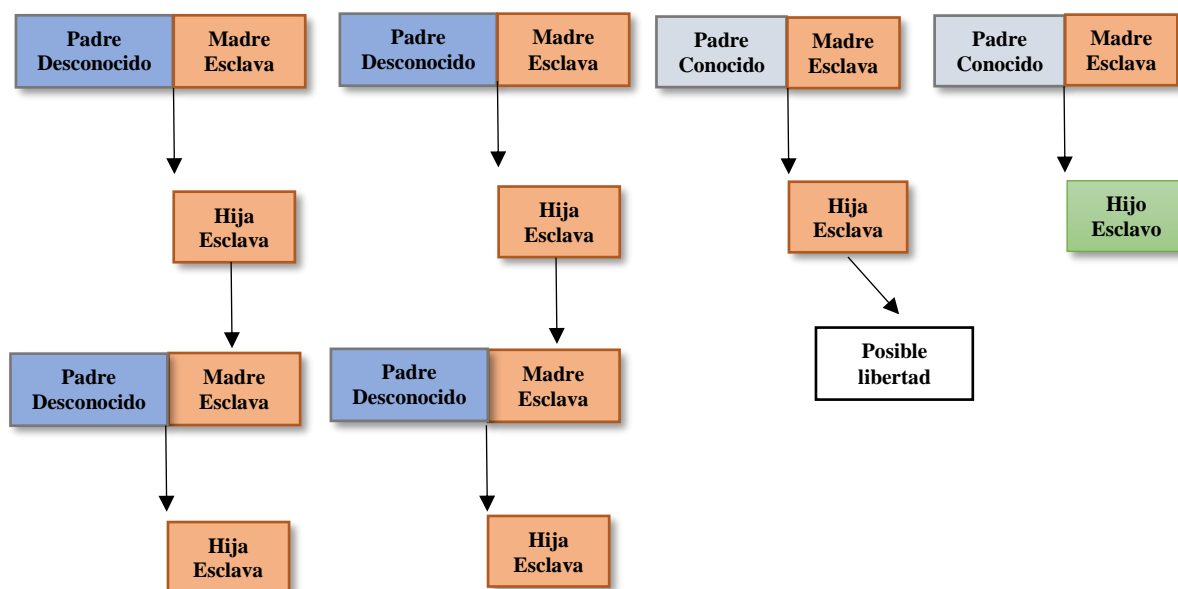 Padre
Desconocido
Madre
Esclava
Padre
Desconocido
Madre
Esclava
Padre
Conocido
Madre
Esclava
Padre
Conocido
Madre
Esclava
Hija
Esclava
Hija
Esclava
Hija
Esclava
Hijo
Esclavo
Padre
Desconocido
Madre
Esclava
Padre
Desconocido
Madre
Esclava
Posible
libertad
Hija
Esclava
Hija
Esclava